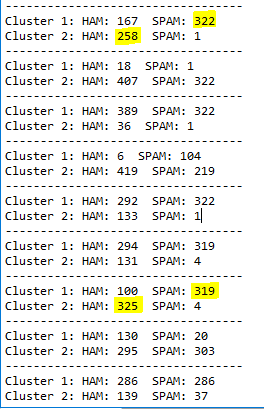 ----------------------------------
Cluster 1: HAM: 167 SPAM: 322
Cluster 2: HAM: 258 SPAM: 1
----------------------------------
Cluster 1: HAM: 18 SPAM: 1
Cluster 2: HAM: 407 SPAM: 322
----------------------------------
Cluster 1: HAM: 389 SPAM: 322
Cluster 2: HAM: 36 SPAM: 1
----------------------------------
Cluster 1: HAM: 6 SPAM: 104
Cluster 2: HAM: 419 SPAM: 219
----------------------------------
Cluster 1: HAM: 292 SPAM: 322
Cluster 2: HAM: 133 SPAM: 1
----------------------------------
Cluster 1: HAM: 294 SPAM: 319
Cluster 2: HAM: 131 SPAM: 4
----------------------------------
Cluster 1: HAM: 100 SPAM: 319
Cluster 2: HAM: 325 SPAM: 4
----------------------------------
Cluster 1: HAM: 130 SPAM: 20
Cluster 2: HAM: 295 SPAM: 303
----------------------------------
Cluster 1: HAM: 286 SPAM: 286
Cluster 2: HAM: 139 SPAM: 37
----------------------------------